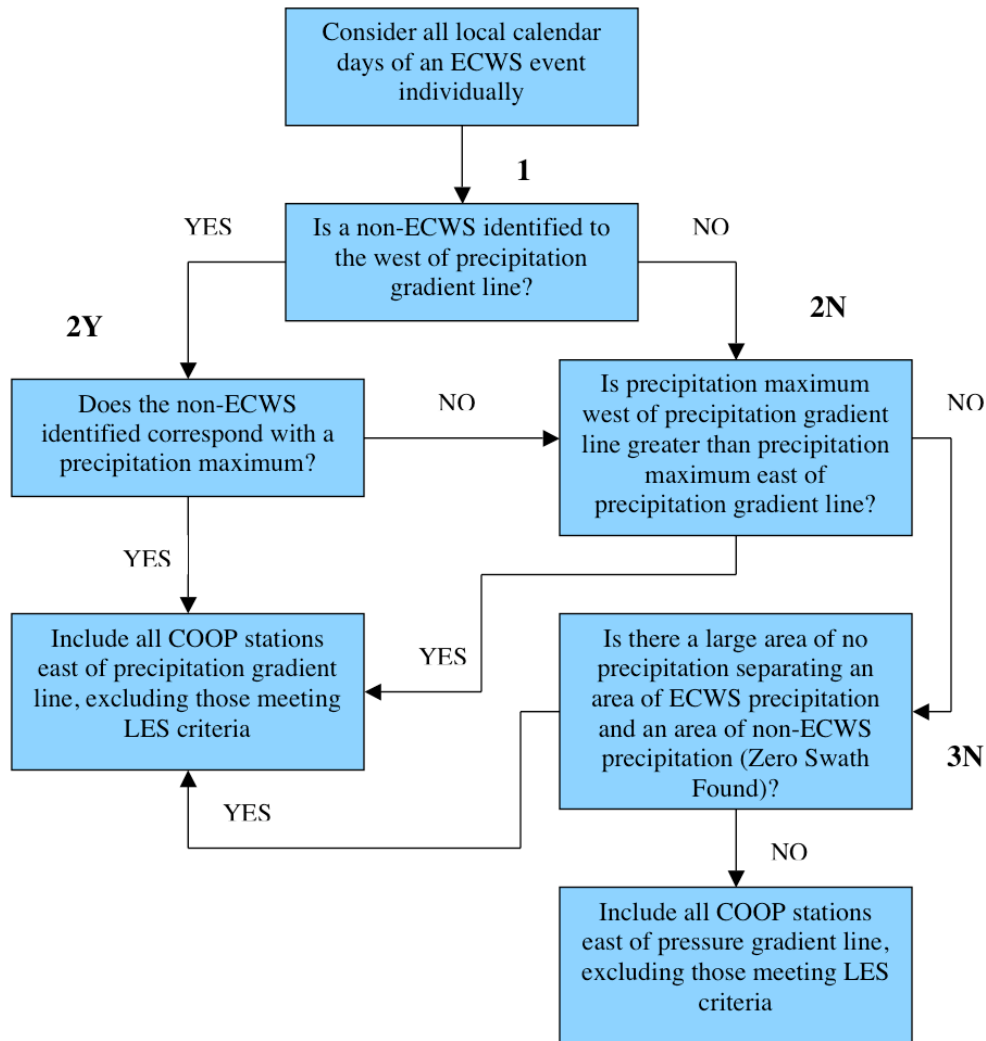 Consider all local calendar
days of an ECWS event
individually
1
YES
Is a non-ECWS identified to
the west of precipitation
gradient line?
NO
2Y
2N
Does the non-ECWS
identified correspond with a
precipitation maximum?
NO
Is precipitation maximum
west of precipitation gradient
line greater than precipitation
maximum east of
precipitation gradient line?
NO
YES
Include all COOP stations
east of precipitation gradient
line, excluding those meeting
LES criteria
YES
Is there a large area of no
precipitation separating an
area of ECWS precipitation
and an area of non-ECWS
precipitation (Zero Swath
Found)?
3N
YES
NO
Include all COOP stations
east of pressure gradient line,
excluding those meeting LES
criteria